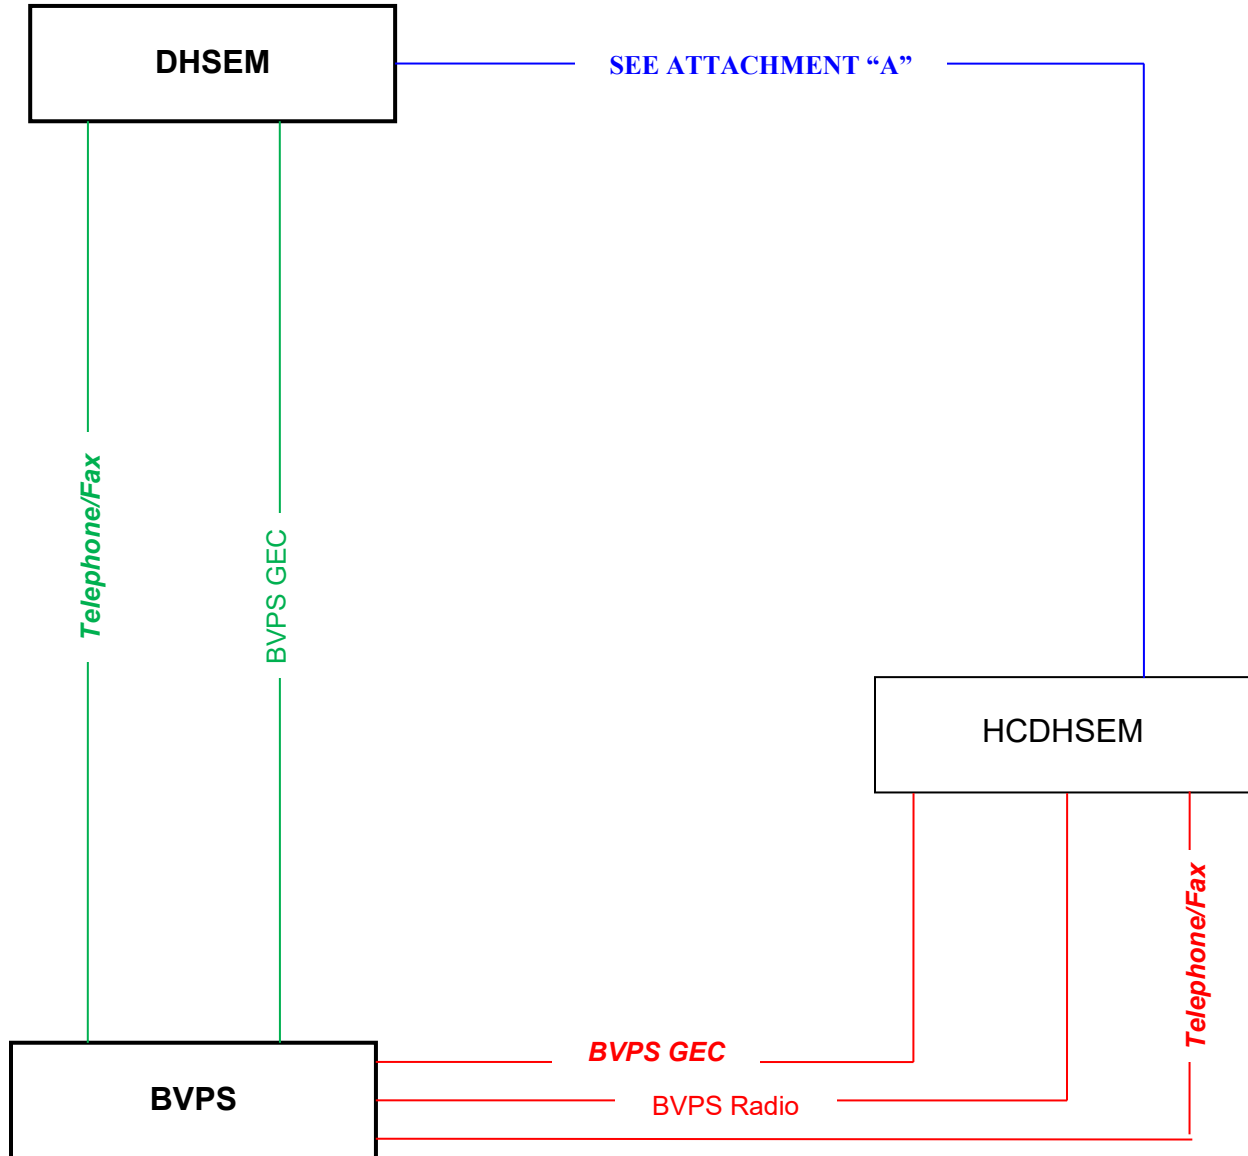 DHSEM
SEE ATTACHMENT “A”
Telephone/Fax
BVPS GEC
HCDHSEM
Telephone/Fax
BVPS GEC
BVPS Radio
BVPS